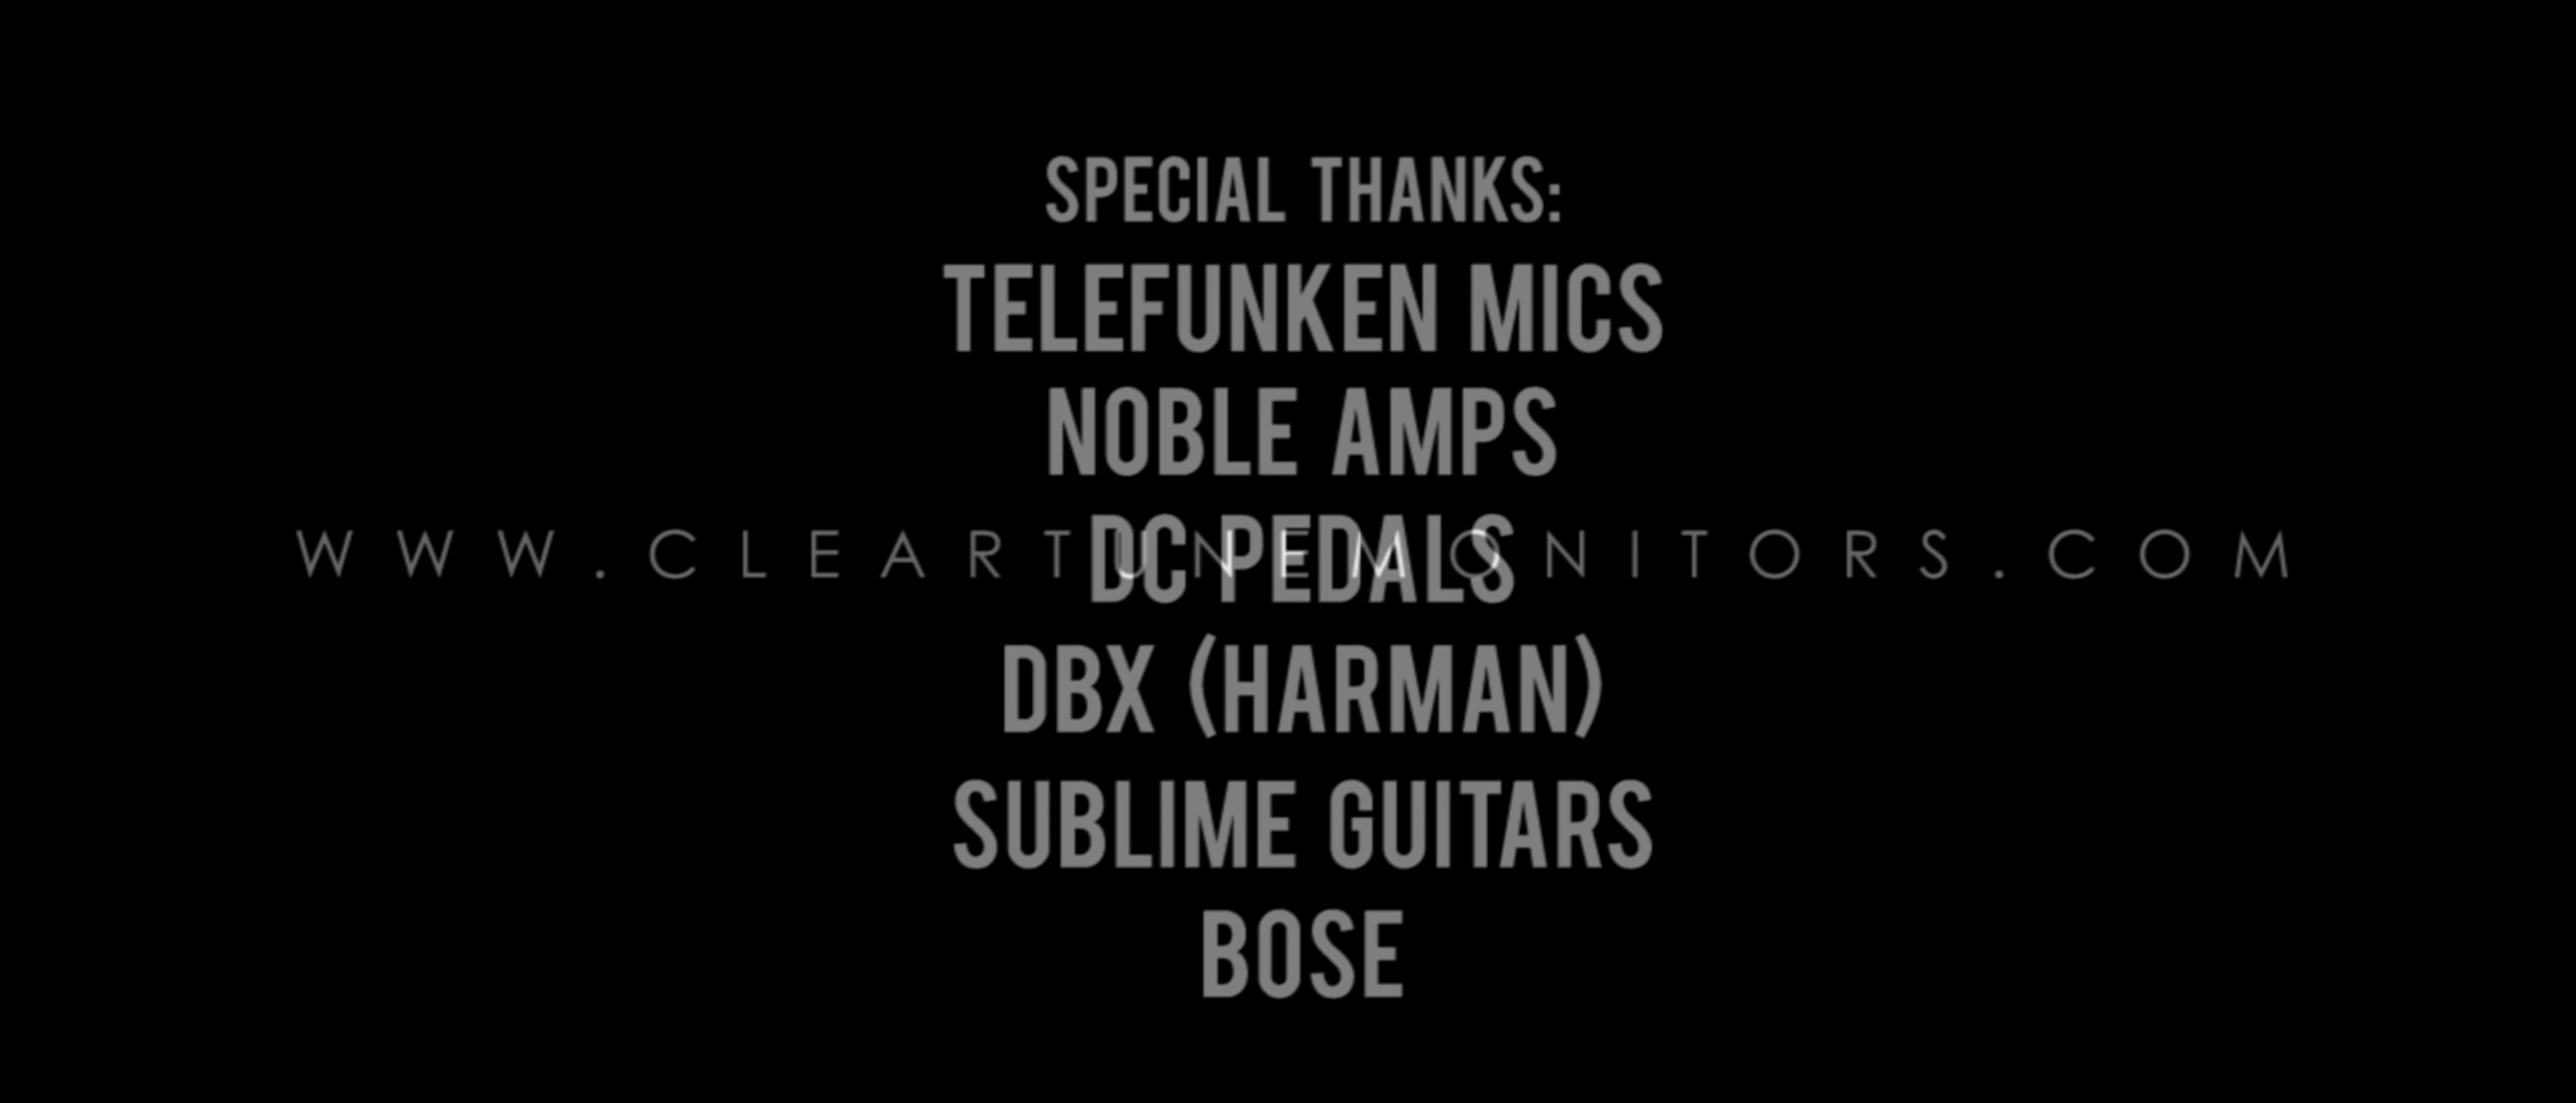 SPECIAL THANKS:
TELEFUNKEN MICS
NOBLE AMPS
DC PEDALS
WWW.CLEARTUNEMONITORS.COM
DBX (HARMAN)
SUBLIME GUITARS
BOSE